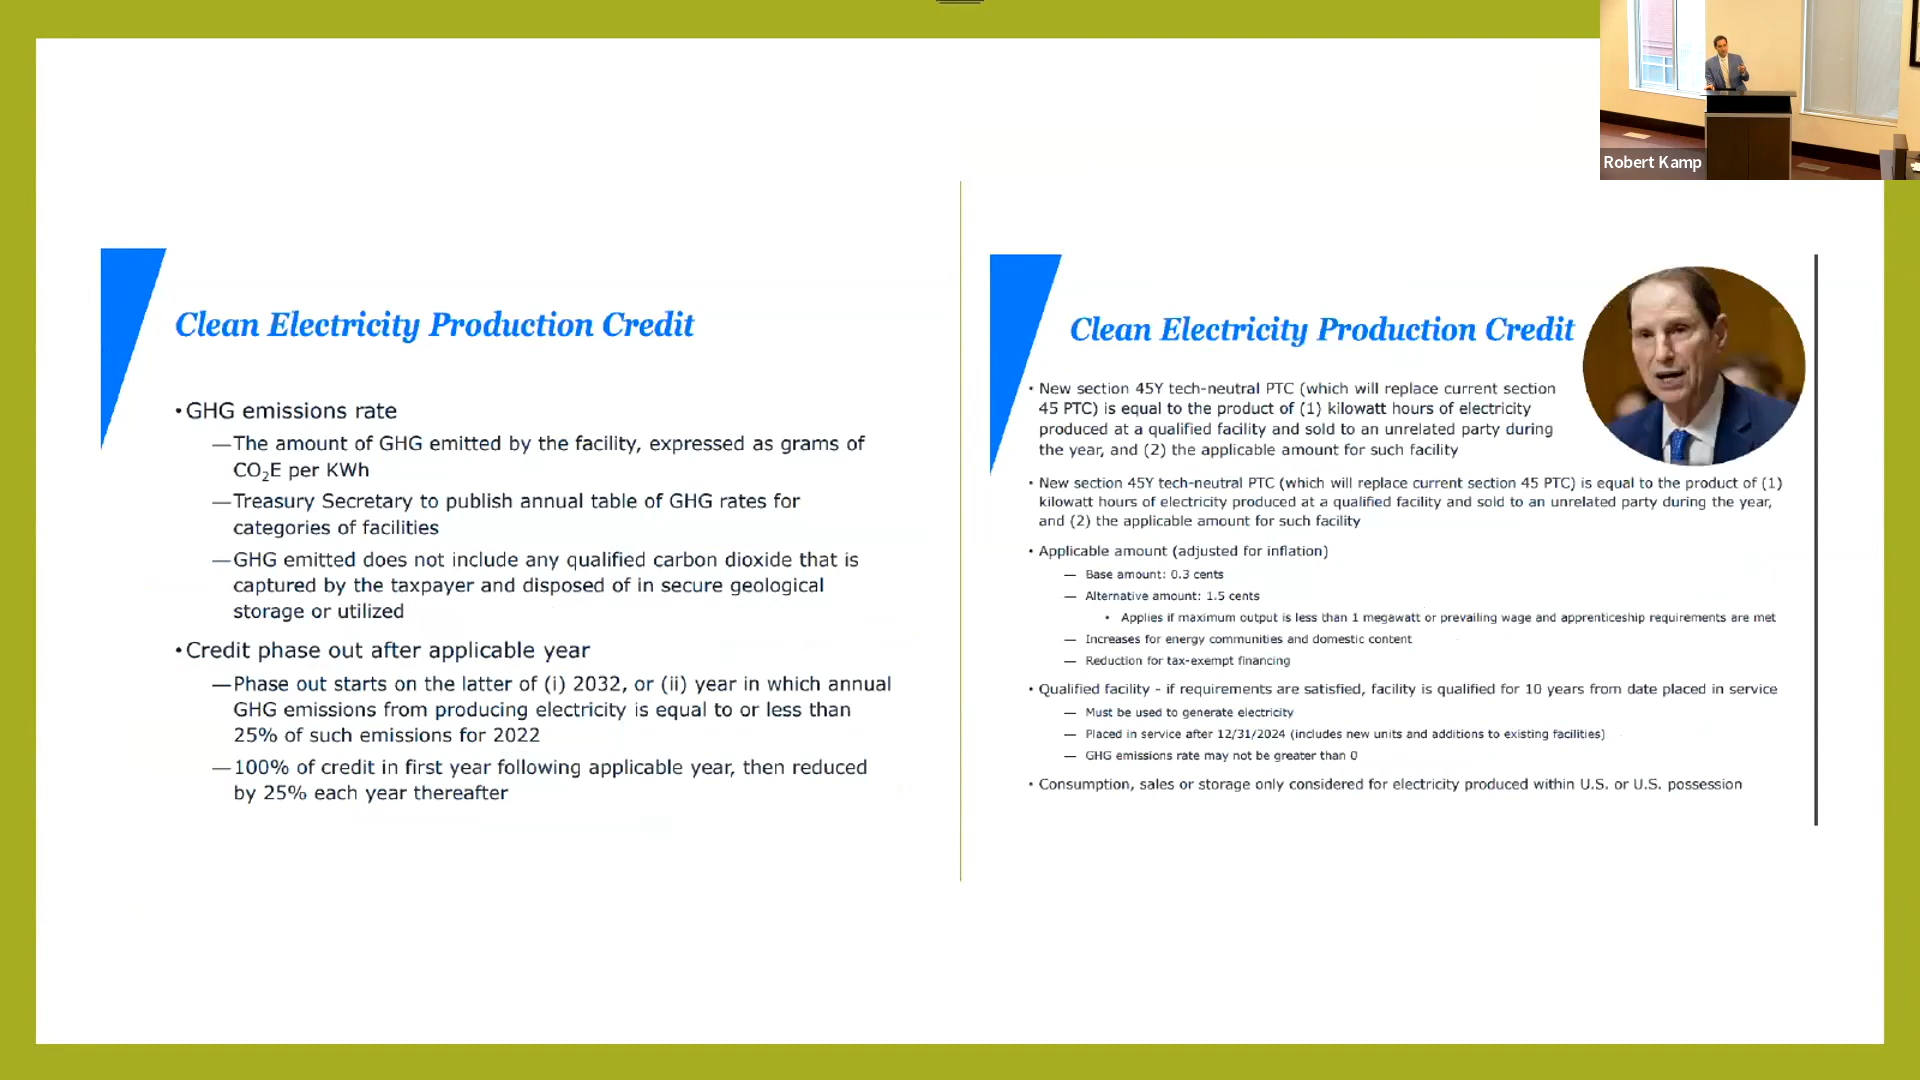 Robert Kamp
Clean Electricity Production Credit
• GHG emissions rate
—The amount of GHG emitted by the facility, expressed as grams of
CO2E per KWh
—Treasury Secretary to publish annual table of GHG rates for
categories of facilities
—GHG emitted does not include any qualified carbon dioxide that is
captured by the taxpayer and disposed of in secure geological
storage or utilized
• Credit phase out after applicable year
—Phase out starts on the latter of (i) 2032, or (ii) year in which annual
GHG emissions from producing electricity is equal to or less than
25% of such emissions for 2022
—100% of credit in first year following applicable year, then reduced
by 25% each year thereafter
Clean Electricity Production Credit
• New section 45Y tech-neutral PTC (which will replace current section
45 PTC) is equal to the product of (1) kilowatt hours of electricity
produced at a qualified facility and sold to an unrelated party during
the year, and (2) the applicable amount for such facility
• New section 45Y tech-neutral PTC (which will replace current section 45 PTC) is equal to the product of (1)
kilowatt hours of electricity produced at a qualified facility and sold to an unrelated party during the year,
and (2) the applicable amount for such facility
• Applicable amount (adjusted for inflation)
— Base amount: 0.3 cents
— Alternative amount: 1.5 cents
• Applies if maximum output is less than 1 megawatt or prevailing wage and apprenticeship requirements are met
— Increases for energy communities and domestic content
— Reduction for tax-exempt financing
• Qualified facility - if requirements are satisfied, facility is qualified for 10 years from date placed in service
— Must be used to generate electricity
— Placed in service after 12/31/2024 (includes new units and additions to existing facilities)
— GHG emissions rate may not be greater than 0
• Consumption, sales or storage only considered for electricity produced within U.S. or U.S. possession